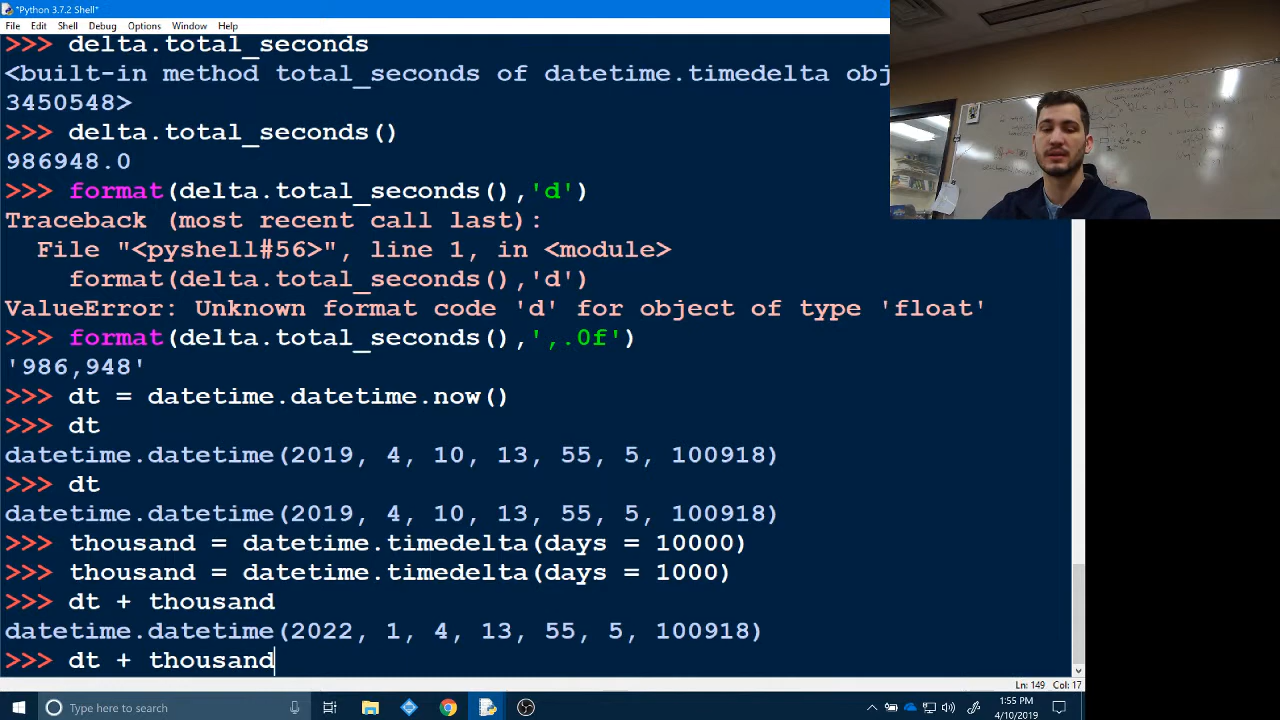 *Python 3.7.2 Shell*
File Edit Shell Debug Options Window Help
>>> delta.total_seconds
<built-in method total_seconds of datetime.timedelta obj
3450548>
>>> delta.total_seconds()
986948.0
>>> format(delta.total_seconds(),'d')
Traceback (most recent call last):
  File "<pyshell#56>", line 1, in <module>
    format(delta.total_seconds(),'d')
ValueError: Unknown format code 'd' for object of type 'float'
>>> format(delta.total_seconds(),',.0f')
'986,948'
>>> dt = datetime.datetime.now()
>>> dt
datetime.datetime(2019, 4, 10, 13, 55, 5, 100918)
>>> dt
datetime.datetime(2019, 4, 10, 13, 55, 5, 100918)
>>> thousand = datetime.timedelta(days = 10000)
>>> thousand = datetime.timedelta(days = 1000)
>>> dt + thousand
datetime.datetime(2022, 1, 4, 13, 55, 5, 100918)
>>> dt + thousand
Ln: 149 Col: 17
Type here to search
1:55 PM
4/10/2019